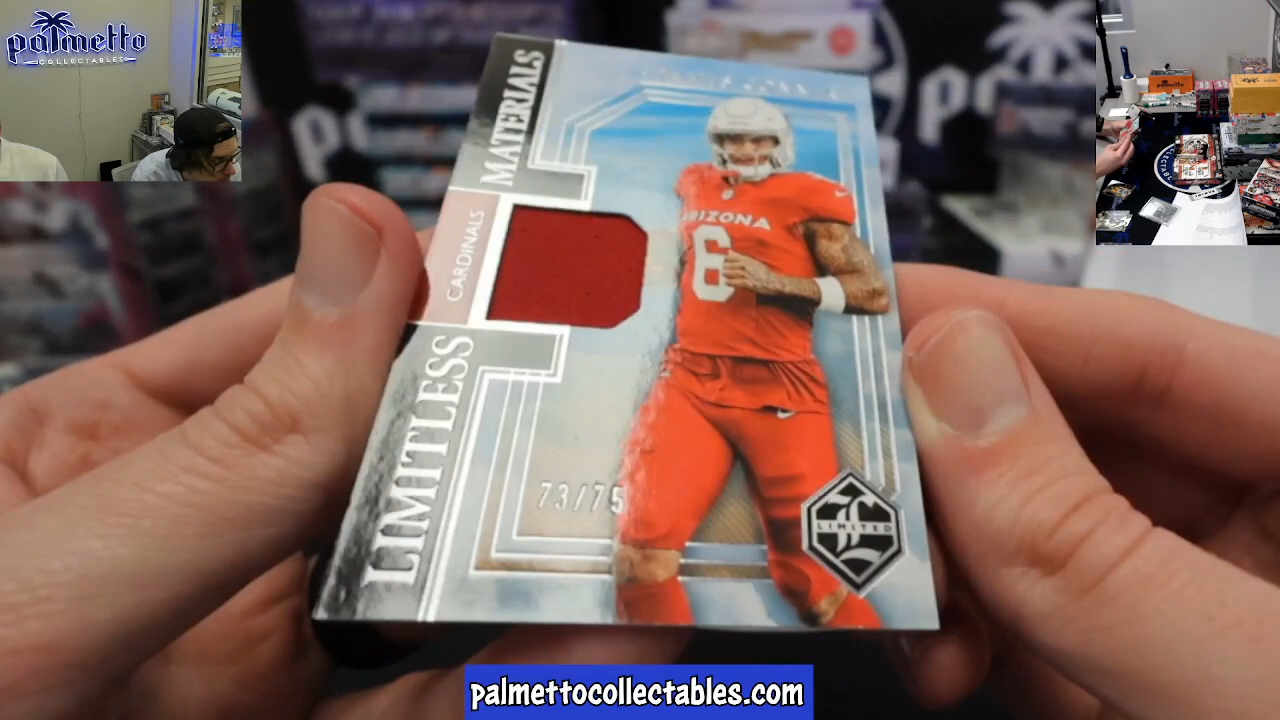 palmetto
COLLECTABLES
MATERIALS
CARDINALS
LIMITLESS
ARIZONA
6
73/75
LIMITED
palmettocollectables.com